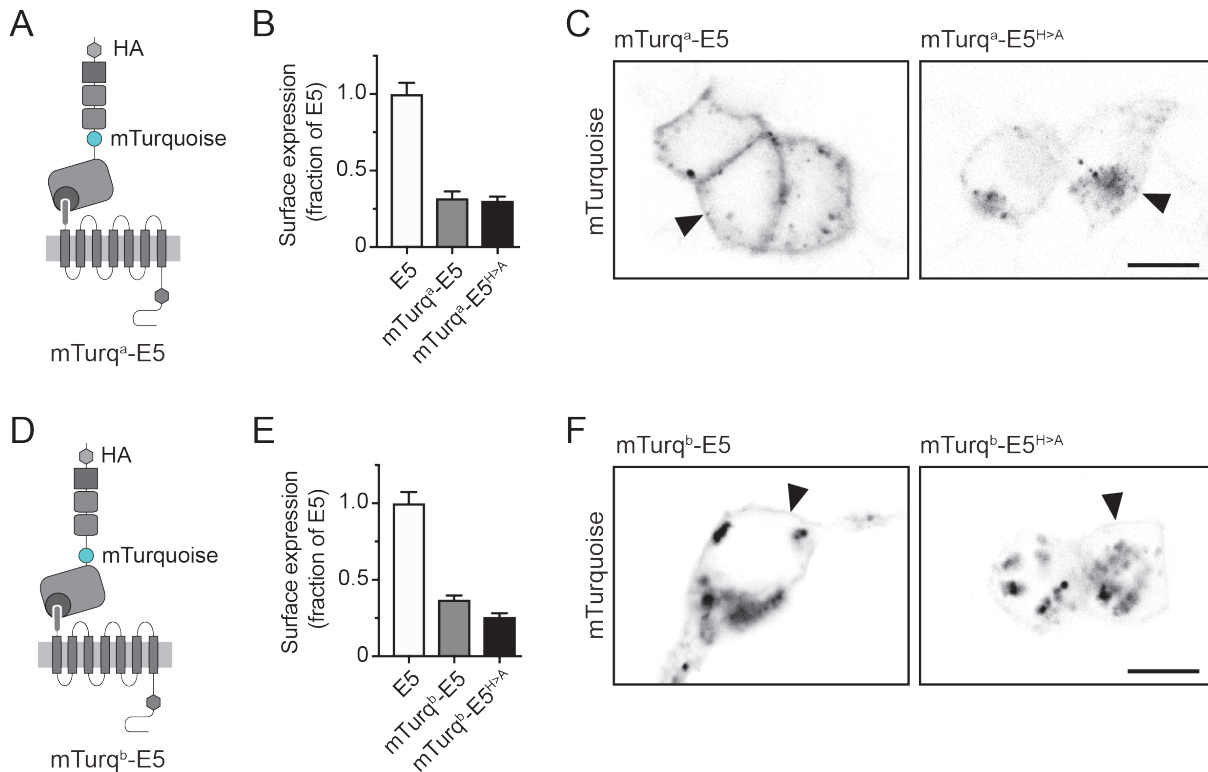 A
HA
mTurquoise
mTurqᵃ-E5
B
Surface expression
(fraction of E5)
1.0
0.5
0
E5
mTurqᵃ-E5
mTurqᵃ-E5ᴴ﹥ᴬ
C
mTurqᵃ-E5
mTurqᵃ-E5ᴴ﹥ᴬ
mTurquoise
D
HA
mTurquoise
mTurqᵇ-E5
E
Surface expression
(fraction of E5)
1.0
0.5
0
E5
mTurqᵇ-E5
mTurqᵇ-E5ᴴ﹥ᴬ
F
mTurqᵇ-E5
mTurqᵇ-E5ᴴ﹥ᴬ
mTurquoise